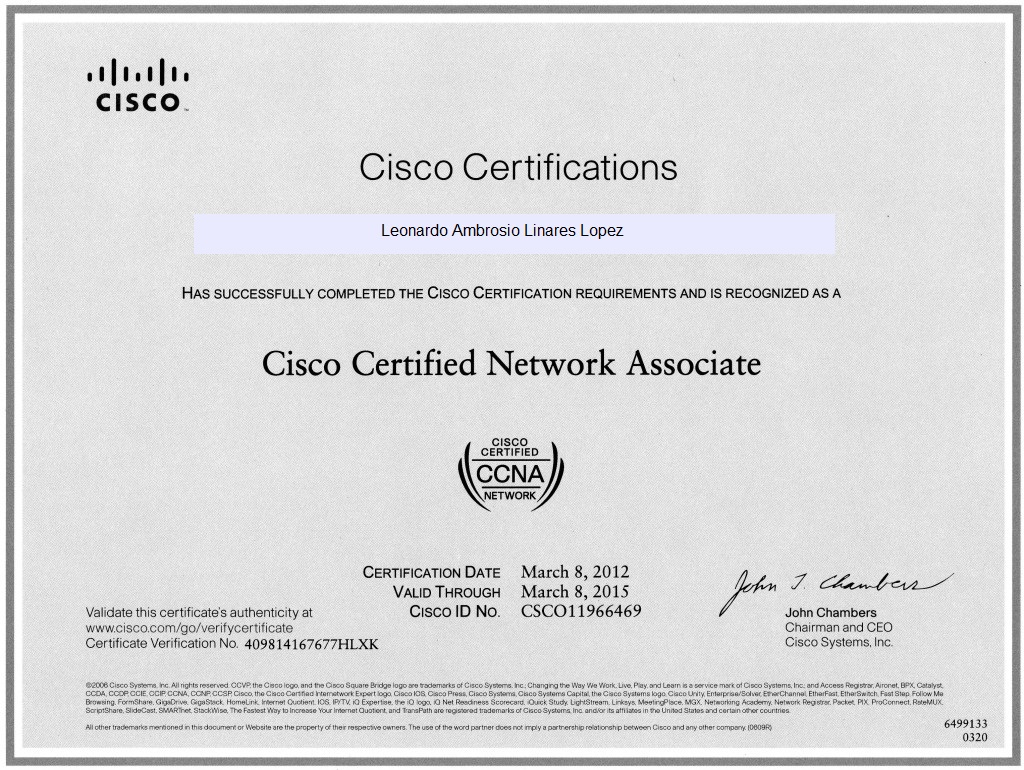 CISCO
Cisco Certifications
Leonardo Ambrosio Linares Lopez
HAS SUCCESSFULLY COMPLETED THE CISCO CERTIFICATION REQUIREMENTS AND IS RECOGNIZED AS A
Cisco Certified Network Associate
CISCO
CERTIFIED
CCNA
NETWORK
CERTIFICATION DATE March 8, 2012
VALID THROUGH March 8, 2015
CISCO ID NO. CSCO11966469
John T. Chambers
John Chambers
Chairman and CEO
Cisco Systems, Inc.
Validate this certificate's authenticity at
www.cisco.com/go/verifycertificate
Certificate Verification No. 409814167677HLXK
©2006 Cisco Systems, Inc. All rights reserved. CCVP, the Cisco logo, and the Cisco Square Bridge logo are trademarks of Cisco Systems, Inc.; Changing the Way We Work, Live, Play, and Learn is a service mark of Cisco Systems, Inc.; and Access Registrar, Aironet, BPX, Catalyst,
CCDA, CCDP, CCIE, CCIP, CCNA, CCNP, CCSP, Cisco, the Cisco Certified Internetwork Expert logo, Cisco IOS, Cisco Press, Cisco Systems, Cisco Systems Capital, the Cisco Systems logo, Cisco Unity, Enterprise/Solver, EtherChannel, EtherFast, EtherSwitch, Fast Step, Follow Me
Browsing, FormShare, GigaDrive, GigaStack, HomeLink, Internet Quotient, IOS, IP/TV, iQ Expertise, the iQ logo, iQ Net Readiness Scorecard, iQuick Study, LightStream, Linksys, MeetingPlace, MGX, Networking Academy, Network Registrar, Packet, PIX, ProConnect, RateMUX,
ScriptShare, SlideCast, SMARTnet, StackWise, The Fastest Way to Increase Your Internet Quotient, and TransPath are registered trademarks of Cisco Systems, Inc. and/or its affiliates in the United States and certain other countries.
All other trademarks mentioned in this document or Website are the property of their respective owners. The use of the word partner does not imply a partnership relationship between Cisco and any other company. (0609R)
6499133
0320